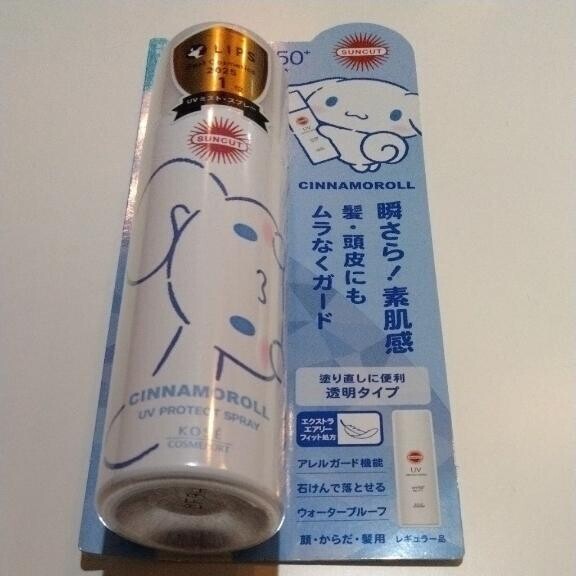 LIPS
Best Cosmetics
2025
1
UVミスト・スプレー
SUNCUT
CINNAMOROLL
UV PROTECT SPRAY
KOSÉ
COSMEPORT
50+
SUNCUT
UV
CINNAMOROLL
瞬さら！素肌感
髪・頭皮にも
ムラなくガード
塗り直しに便利
透明タイプ
エクストラ
エアリー
フィット処方
アレルガード機能
石けんで落とせる
ウォータープルーフ
顔・からだ・髪用
SUNCUT
UV
レギュラー品